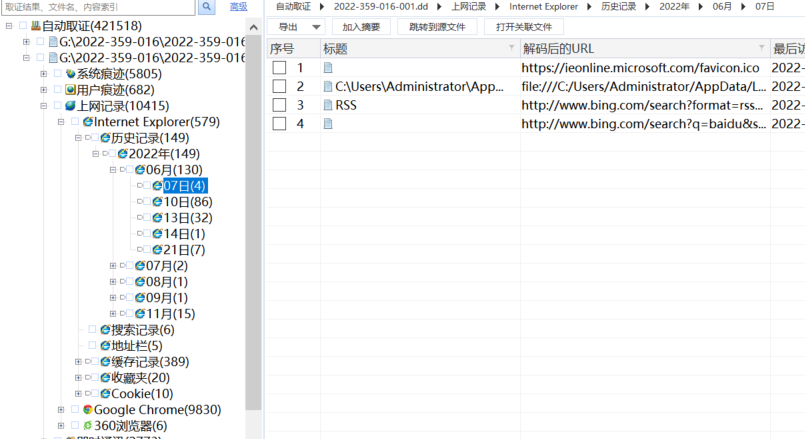 取证结果、文件名、内容索引
高级
自动取证(421518)
G:\2022-359-016\2022-359-016
G:\2022-359-016\2022-359-016
系统痕迹(5805)
用户痕迹(682)
上网记录(10415)
Internet Explorer(579)
历史记录(149)
2022年(149)
06月(130)
07日(4)
10日(86)
13日(32)
14日(1)
21日(7)
07月(2)
08月(1)
09月(1)
11月(15)
搜索记录(6)
地址栏(5)
缓存记录(389)
收藏夹(20)
Cookie(10)
Google Chrome(9830)
360浏览器(6)
自动取证 2022-359-016-001.dd 上网记录 Internet Explorer 历史记录 2022年 06月 07日
导出 加入摘要 跳转到源文件 打开关联文件
序号 标题 解码后的URL 最后访
1 https://ieonline.microsoft.com/favicon.ico 2022-
2 C:\Users\Administrator\App... file:///C:/Users/Administrator/AppData/L... 2022-
3 RSS http://www.bing.com/search?format=rss... 2022-
4 http://www.bing.com/search?q=baidu&s... 2022-